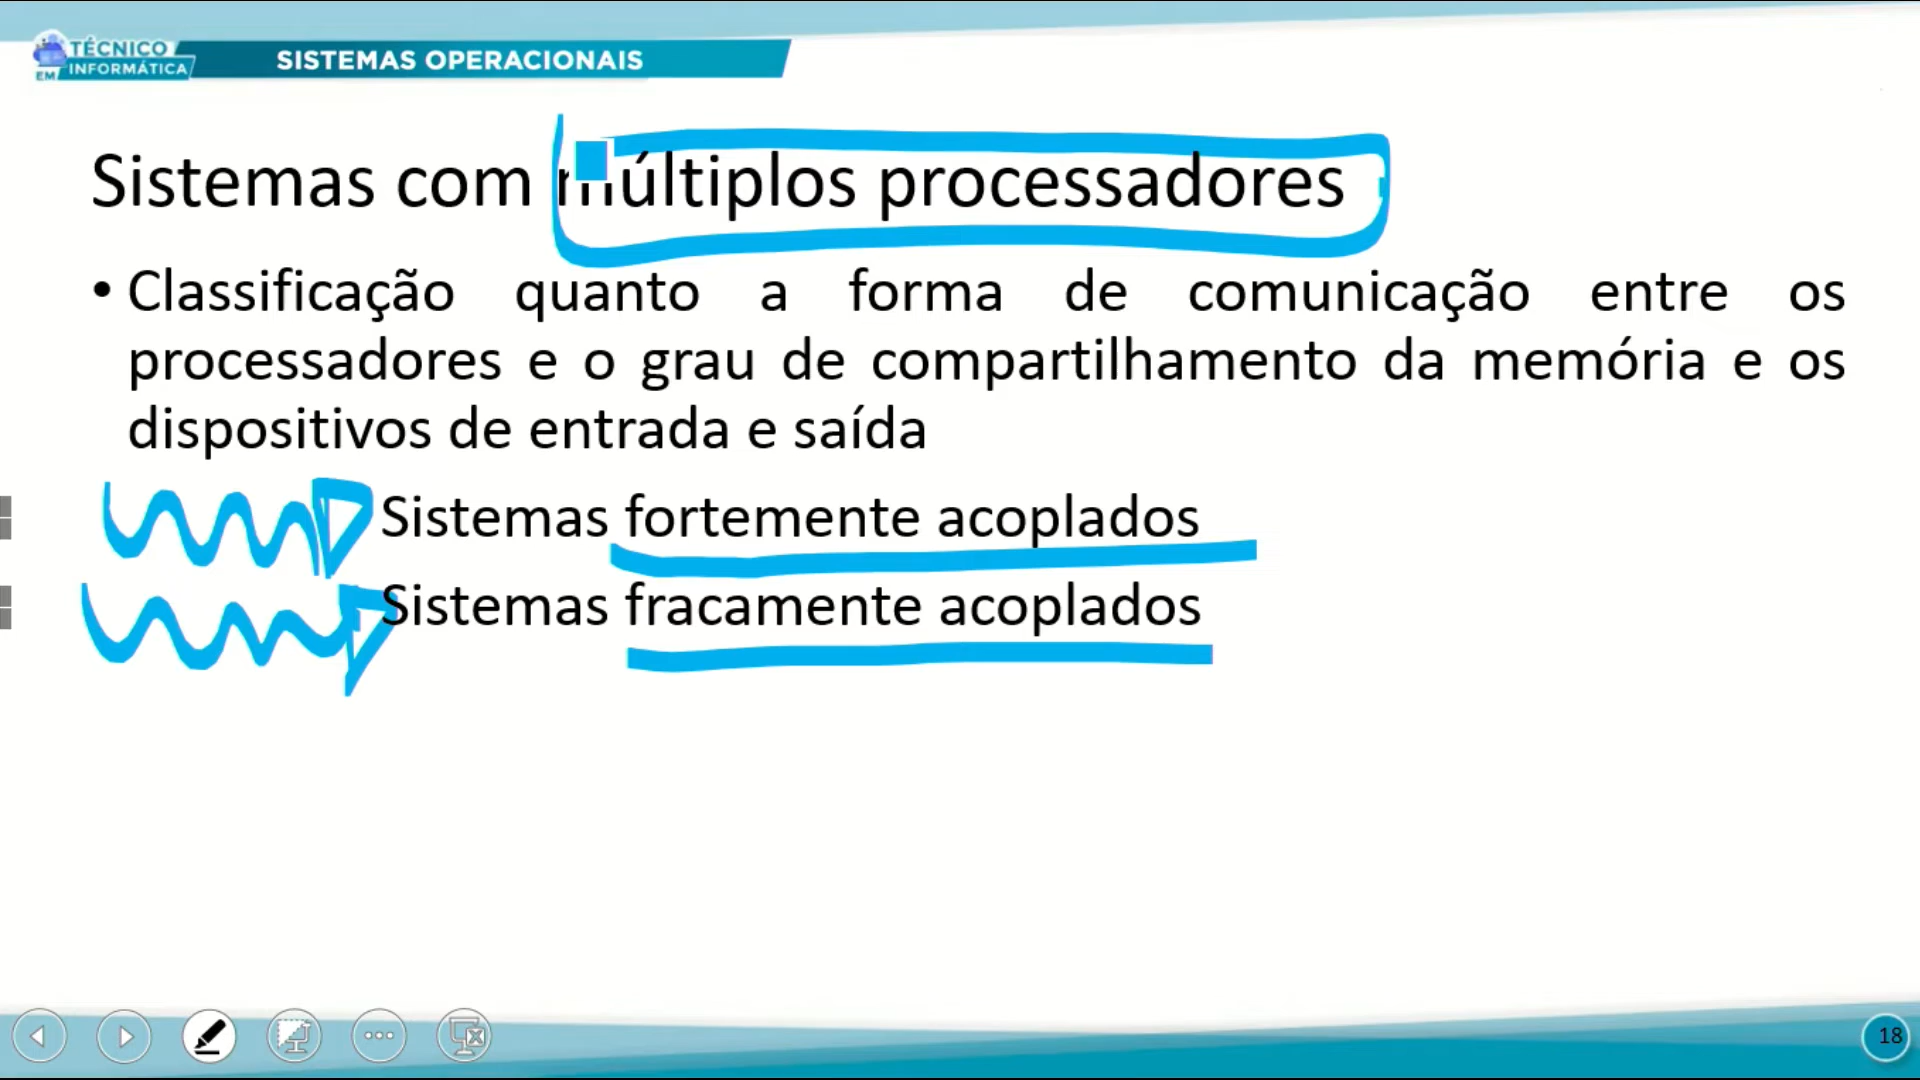 TÉCNICO
EM INFORMÁTICA
SISTEMAS OPERACIONAIS
Sistemas com múltiplos processadores
• Classificação quanto a forma de comunicação entre os
processadores e o grau de compartilhamento da memória e os
dispositivos de entrada e saída
Sistemas fortemente acoplados
Sistemas fracamente acoplados
18